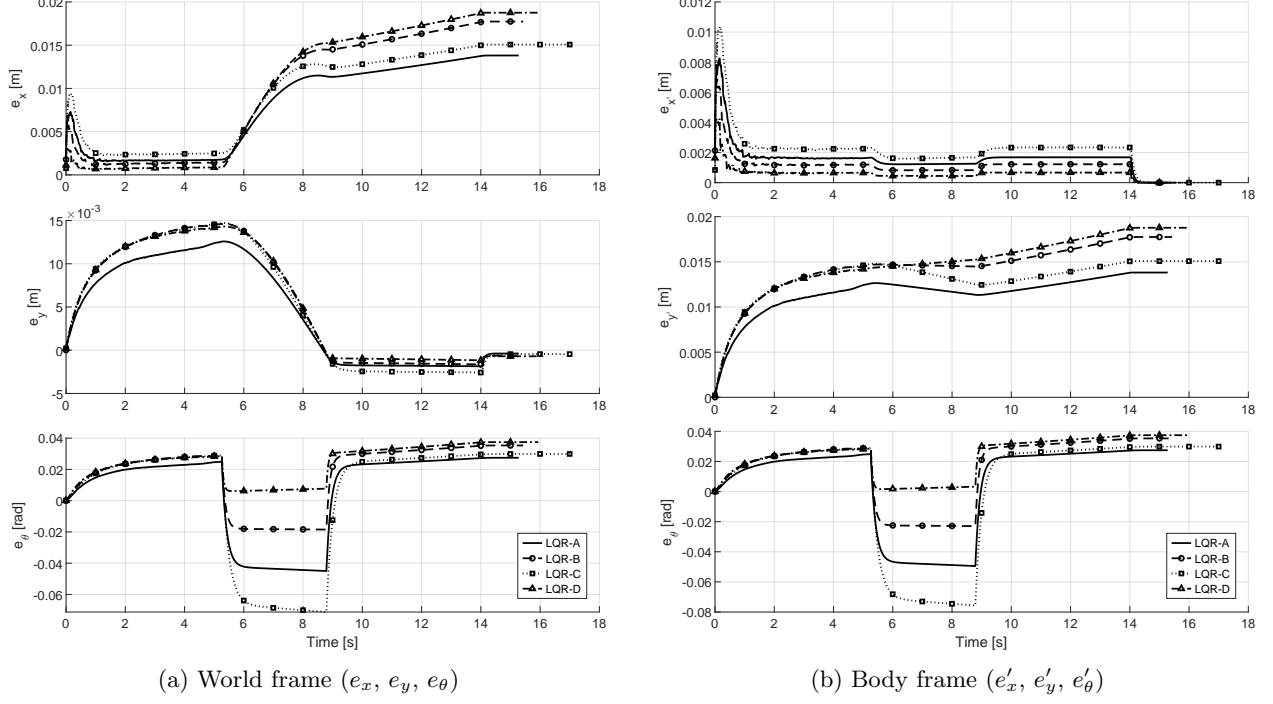 0.02
0.015
0.01
0.005
0
e_x [m]
0 2 4 6 8 10 12 14 16 18
×10^-3
15
10
5
0
-5
e_y [m]
0 2 4 6 8 10 12 14 16 18
0.04
0.02
0
-0.02
-0.04
-0.06
e_θ [rad]
LQR-A
LQR-B
LQR-C
LQR-D
0 2 4 6 8 10 12 14 16 18
Time [s]
(a) World frame (e_x, e_y, e_θ)
0.012
0.01
0.008
0.006
0.004
0.002
0
e_x' [m]
0 2 4 6 8 10 12 14 16 18
0.02
0.015
0.01
0.005
0
e_y' [m]
0 2 4 6 8 10 12 14 16 18
0.04
0.02
0
-0.02
-0.04
-0.06
-0.08
e_θ' [rad]
LQR-A
LQR-B
LQR-C
LQR-D
0 2 4 6 8 10 12 14 16 18
Time [s]
(b) Body frame (e′_x, e′_y, e′_θ)